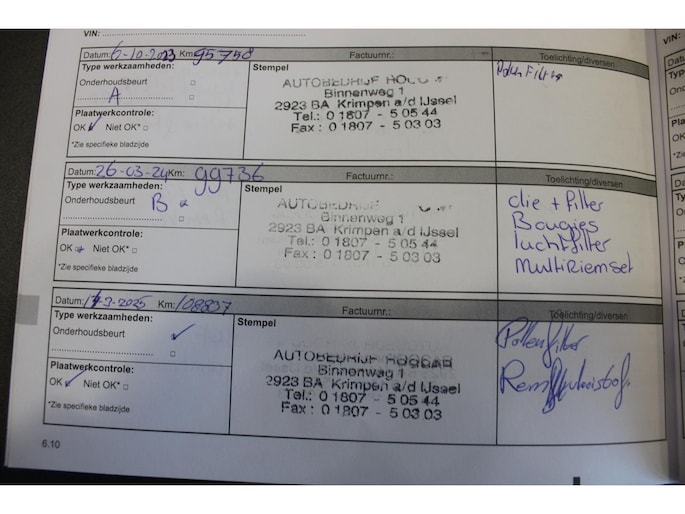 VIN:
Datum: 6-10-2023 Km: 95758 Factuurnr.: Toelichting/diversen
Type werkzaamheden: Stempel Pollen Filter
Onderhoudsbeurt
A
Plaatwerkcontrole:
OK Niet OK*
*Zie specifieke bladzijde
AUTOBEDRIJF
Binnenweg 1
2923 BA Krimpen a/d IJssel
Tel.: 0 1807 - 5 05 44
Fax : 0 1807 - 5 03 03
Datum: 26-03-24 Km: 99736 Factuurnr.: Toelichting/diversen
Type werkzaamheden: Stempel
Onderhoudsbeurt B
Plaatwerkcontrole:
OK Niet OK*
*Zie specifieke bladzijde
AUTOBEDRIJF
Binnenweg 1
2923 BA Krimpen a/d IJssel
Tel.: 0 1807 - 5 05 44
Fax : 0 1807 - 5 03 03
olie + filter
Bougies
luchtfilter
MultiRiemset
Datum: -3-2025 Km: 108837 Factuurnr.: Toelichting/diversen
Type werkzaamheden: Stempel
Onderhoudsbeurt
Plaatwerkcontrole:
OK Niet OK*
*Zie specifieke bladzijde
AUTOBEDRIJF
Binnenweg 1
2923 BA Krimpen a/d IJssel
Tel.: 0 1807 - 5 05 44
Fax : 0 1807 - 5 03 03
Pollenfilter
6.10